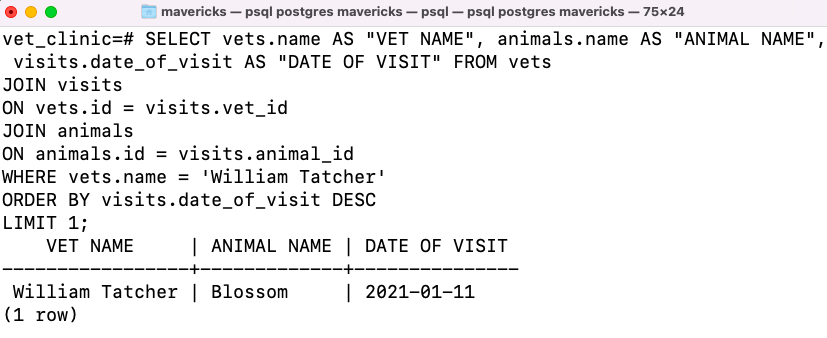 mavericks — psql postgres mavericks — psql — psql postgres mavericks — 75×24
vet_clinic=# SELECT vets.name AS "VET NAME", animals.name AS "ANIMAL NAME",
 visits.date_of_visit AS "DATE OF VISIT" FROM vets
JOIN visits
ON vets.id = visits.vet_id
JOIN animals
ON animals.id = visits.animal_id
WHERE vets.name = 'William Tatcher'
ORDER BY visits.date_of_visit DESC
LIMIT 1;
    VET NAME     | ANIMAL NAME | DATE OF VISIT
-----------------+-------------+---------------
 William Tatcher | Blossom     | 2021-01-11
(1 row)